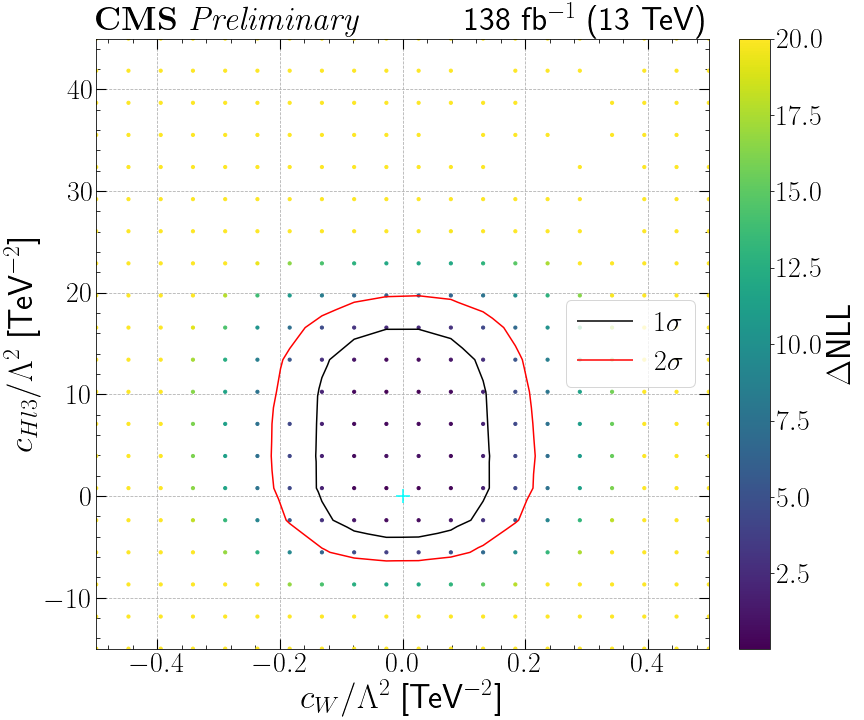 CMS Preliminary 138 fb⁻¹ (13 TeV)
20.0
17.5
15.0
12.5
10.0
7.5
5.0
2.5
ΔNLL
40
30
20
10
0
−10
c_{Hl3}/Λ² [TeV⁻²]
1σ
2σ
−0.4 −0.2 0.0 0.2 0.4
c_W/Λ² [TeV⁻²]